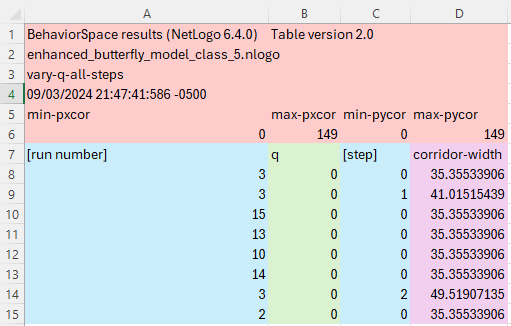 A B C D
1 BehaviorSpace results (NetLogo 6.4.0) Table version 2.0
2 enhanced_butterfly_model_class_5.nlogo
3 vary-q-all-steps
4 09/03/2024 21:47:41:586 -0500
5 min-pxcor max-pxcor min-pycor max-pycor
6 0 149 0 149
7 [run number] q [step] corridor-width
8 3 0 0 35.35533906
9 3 0 1 41.01515439
10 15 0 0 35.35533906
11 13 0 0 35.35533906
12 10 0 0 35.35533906
13 14 0 0 35.35533906
14 3 0 2 49.51907135
15 2 0 0 35.35533906